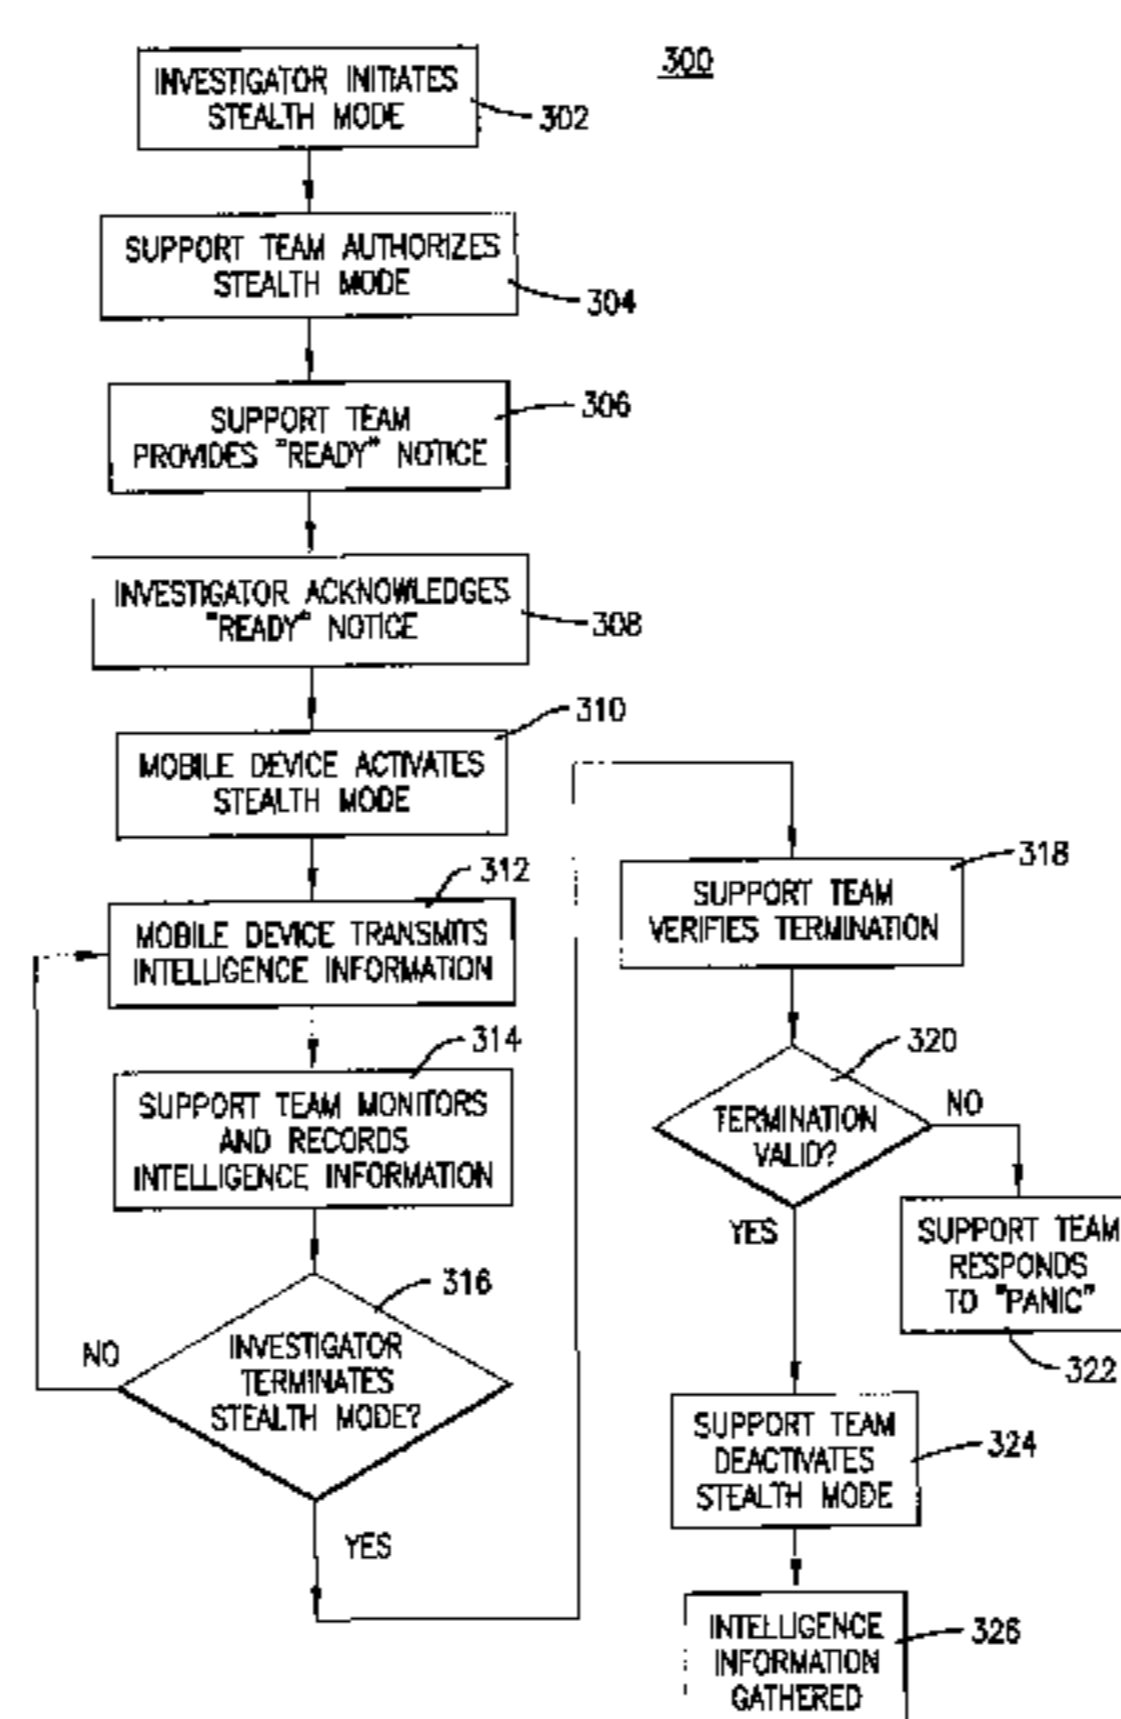 300
INVESTIGATOR INITIATES
STEALTH MODE
302
SUPPORT TEAM AUTHORIZES
STEALTH MODE
304
SUPPORT TEAM
PROVIDES "READY" NOTICE
306
INVESTIGATOR ACKNOWLEDGES
"READY" NOTICE
308
MOBILE DEVICE ACTIVATES
STEALTH MODE
310
MOBILE DEVICE TRANSMITS
INTELLIGENCE INFORMATION
312
SUPPORT TEAM MONITORS
AND RECORDS
INTELLIGENCE INFORMATION
314
INVESTIGATOR
TERMINATES
STEALTH MODE?
316
NO
YES
SUPPORT TEAM
VERIFIES TERMINATION
318
TERMINATION
VALID?
320
NO
YES
SUPPORT TEAM
RESPONDS
TO "PANIC"
322
SUPPORT TEAM
DEACTIVATES
STEALTH MODE
324
INTELLIGENCE
INFORMATION
GATHERED
326